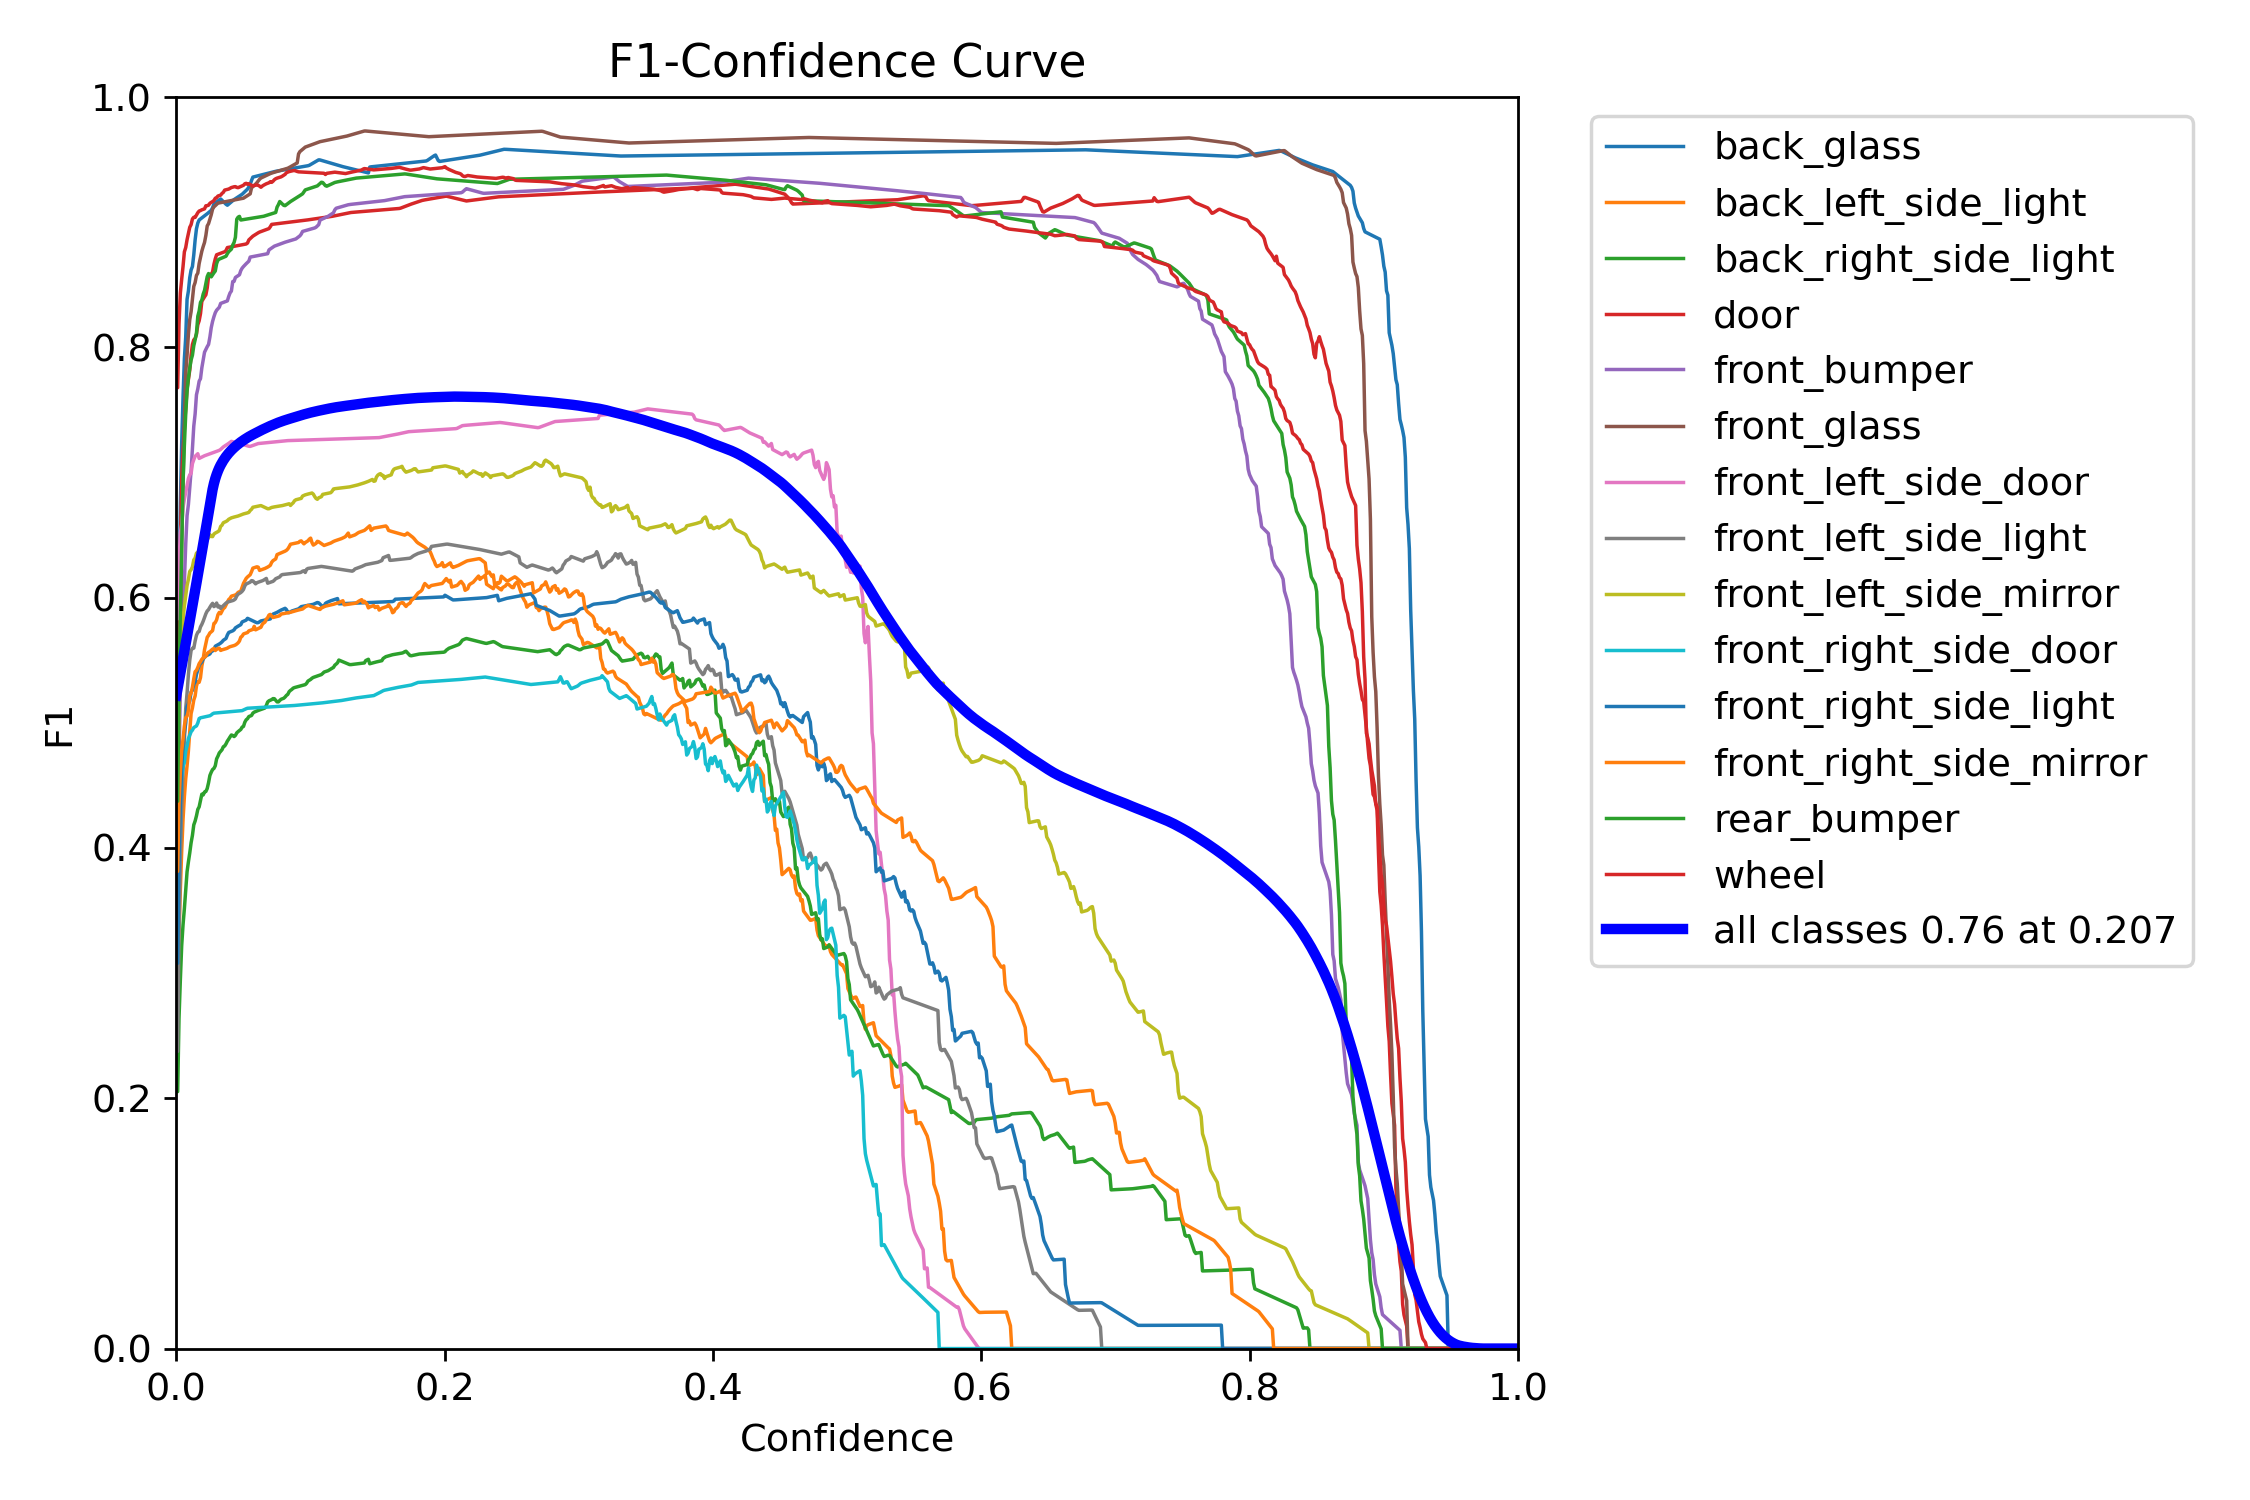 F1-Confidence Curve
1.0
0.8
0.6
0.4
0.2
0.0
F1
0.0 0.2 0.4 0.6 0.8 1.0
Confidence
back_glass
back_left_side_light
back_right_side_light
door
front_bumper
front_glass
front_left_side_door
front_left_side_light
front_left_side_mirror
front_right_side_door
front_right_side_light
front_right_side_mirror
rear_bumper
wheel
all classes 0.76 at 0.207